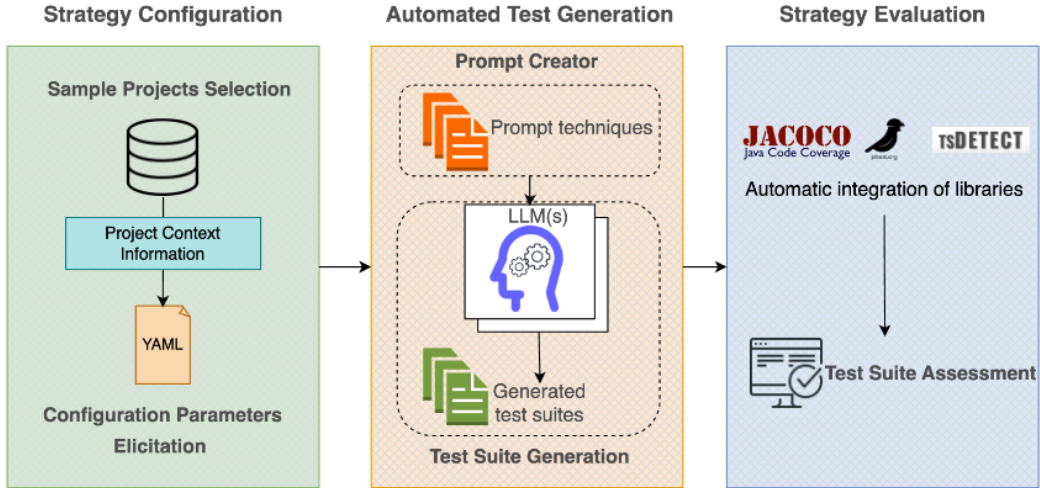 Strategy Configuration
Automated Test Generation
Strategy Evaluation
Sample Projects Selection
Project Context
Information
YAML
Configuration Parameters
Elicitation
Prompt Creator
Prompt techniques
LLM(s)
Generated
test suites
Test Suite Generation
JACOCO
Java Code Coverage
TSDETECT
Automatic integration of libraries
Test Suite Assessment